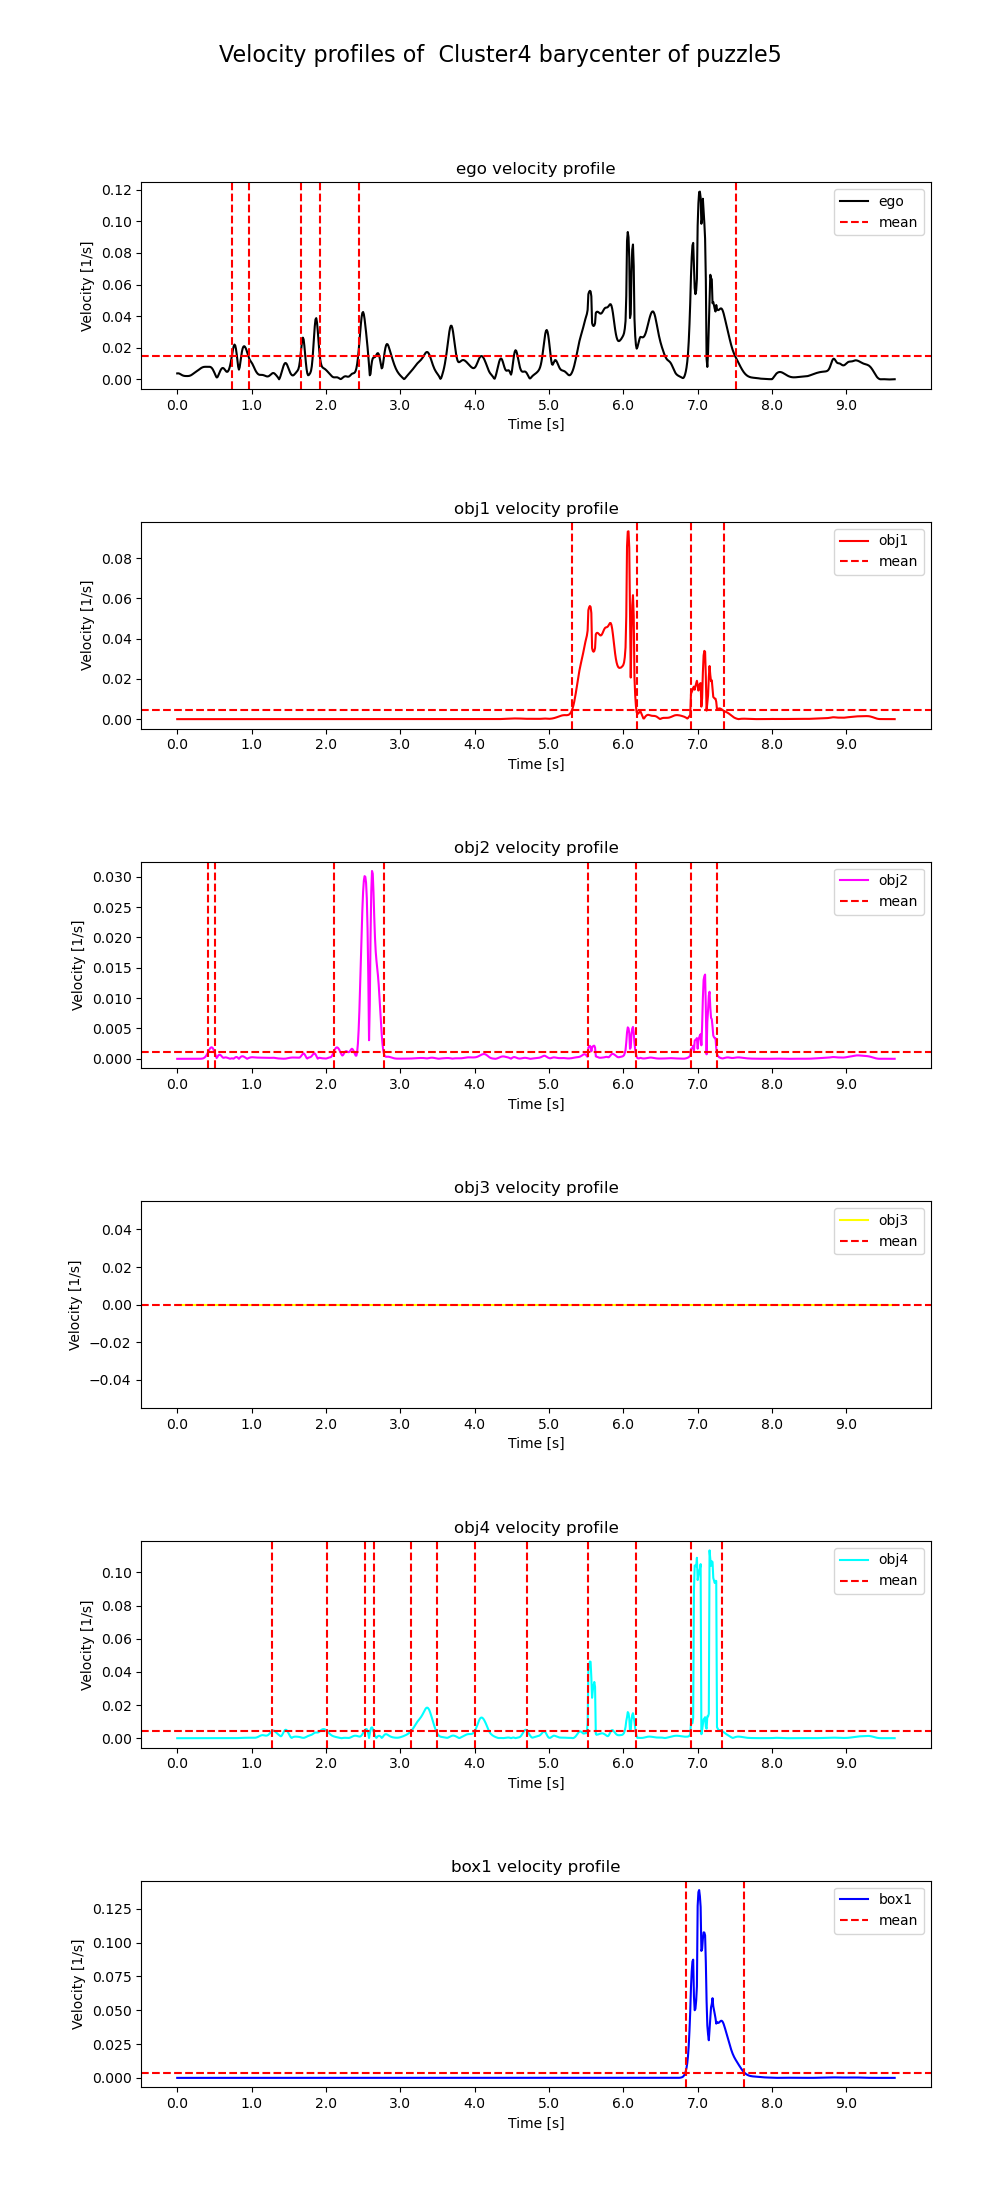 Velocity profiles of  Cluster4 barycenter of puzzle5
ego velocity profile
Velocity [1/s]
0.12
0.10
0.08
0.06
0.04
0.02
0.00
ego
mean
0.0 1.0 2.0 3.0 4.0 5.0 6.0 7.0 8.0 9.0
Time [s]
obj1 velocity profile
Velocity [1/s]
0.08
0.06
0.04
0.02
0.00
obj1
mean
0.0 1.0 2.0 3.0 4.0 5.0 6.0 7.0 8.0 9.0
Time [s]
obj2 velocity profile
Velocity [1/s]
0.030
0.025
0.020
0.015
0.010
0.005
0.000
obj2
mean
0.0 1.0 2.0 3.0 4.0 5.0 6.0 7.0 8.0 9.0
Time [s]
obj3 velocity profile
Velocity [1/s]
0.04
0.02
0.00
−0.02
−0.04
obj3
mean
0.0 1.0 2.0 3.0 4.0 5.0 6.0 7.0 8.0 9.0
Time [s]
obj4 velocity profile
Velocity [1/s]
0.10
0.08
0.06
0.04
0.02
0.00
obj4
mean
0.0 1.0 2.0 3.0 4.0 5.0 6.0 7.0 8.0 9.0
Time [s]
box1 velocity profile
Velocity [1/s]
0.125
0.100
0.075
0.050
0.025
0.000
box1
mean
0.0 1.0 2.0 3.0 4.0 5.0 6.0 7.0 8.0 9.0
Time [s]